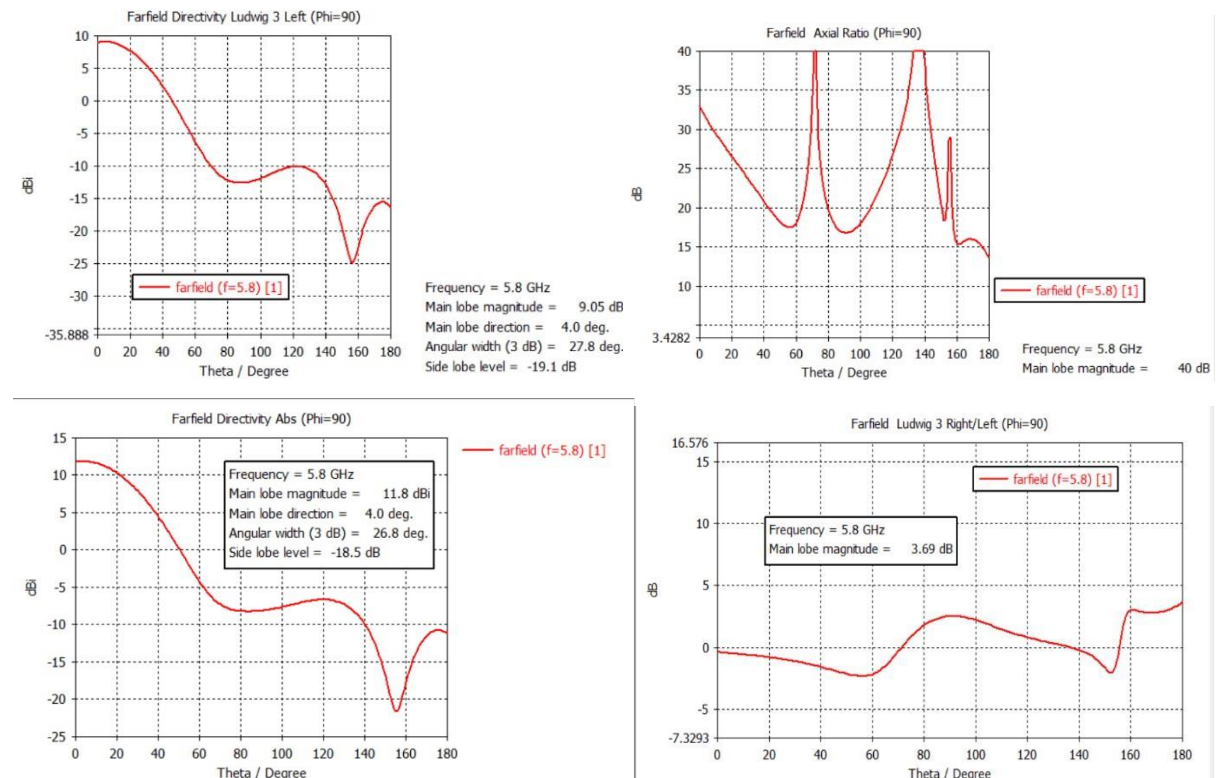 Farfield Directivity Ludwig 3 Left (Phi=90)
10
5
0
-5
-10
-15
-20
-25
-30
-35.888
dBi
0 20 40 60 80 100 120 140 160 180
Theta / Degree
farfield (f=5.8) [1]
Frequency = 5.8 GHz
Main lobe magnitude = 9.05 dB
Main lobe direction = 4.0 deg.
Angular width (3 dB) = 27.8 deg.
Side lobe level = -19.1 dB
Farfield Axial Ratio (Phi=90)
40
35
30
25
20
15
10
3.4282
dB
0 20 40 60 80 100 120 140 160 180
Theta / Degree
farfield (f=5.8) [1]
Frequency = 5.8 GHz
Main lobe magnitude = 40 dB
Farfield Directivity Abs (Phi=90)
15
10
5
0
-5
-10
-15
-20
-25
dBi
0 20 40 60 80 100 120 140 160 180
Theta / Degree
farfield (f=5.8) [1]
Frequency = 5.8 GHz
Main lobe magnitude = 11.8 dBi
Main lobe direction = 4.0 deg.
Angular width (3 dB) = 26.8 deg.
Side lobe level = -18.5 dB
Farfield Ludwig 3 Right/Left (Phi=90)
16.576
15
10
5
0
-5
-7.3293
dB
0 20 40 60 80 100 120 140 160 180
Theta / Degree
farfield (f=5.8) [1]
Frequency = 5.8 GHz
Main lobe magnitude = 3.69 dB